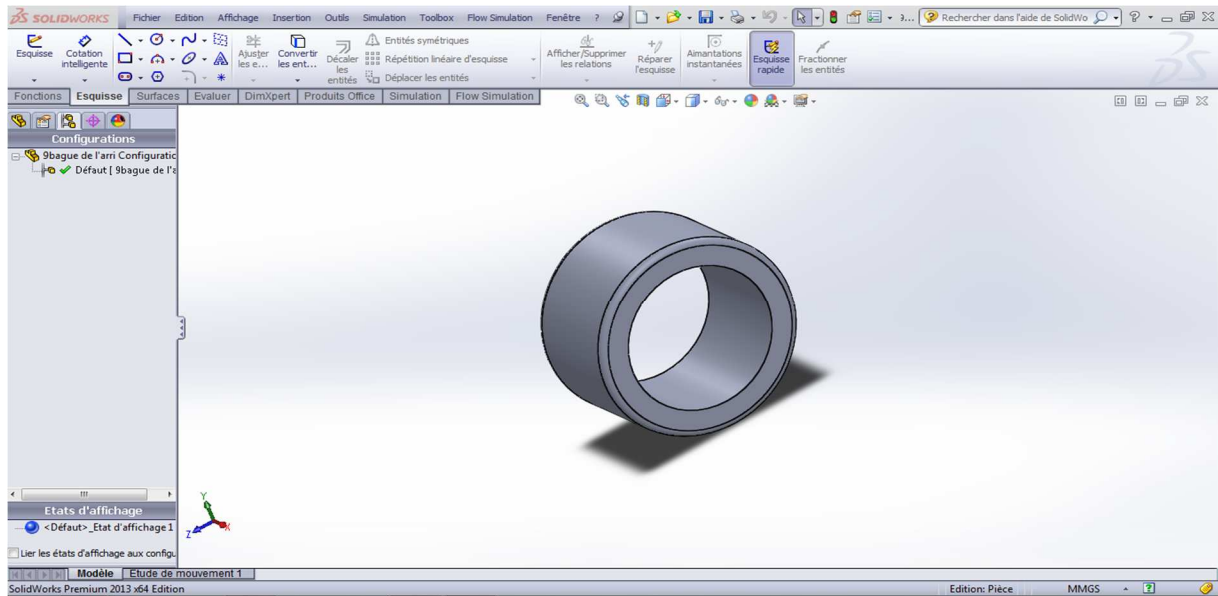 SOLIDWORKS Fichier Edition Affichage Insertion Outils Simulation Toolbox Flow Simulation Fenêtre ? Rechercher dans l'aide de SolidWo
Esquisse Cotation intelligente Ajuster les e... Convertir les ent... Décaler les entités
Entités symétriques
Répétition linéaire d'esquisse
Déplacer les entités
Afficher/Supprimer les relations Réparer l'esquisse Aimantations instantanées Esquisse rapide Fractionner les entités
Fonctions Esquisse Surfaces Evaluer DimXpert Produits Office Simulation Flow Simulation
Configurations
9bague de l'arri Configuratic
Défaut [ 9bague de l'a
Etats d'affichage
<Défaut>_Etat d'affichage 1
Lier les états d'affichage aux configu
Y
Z X
Modèle Etude de mouvement 1
SolidWorks Premium 2013 x64 Edition Edition: Pièce MMGS